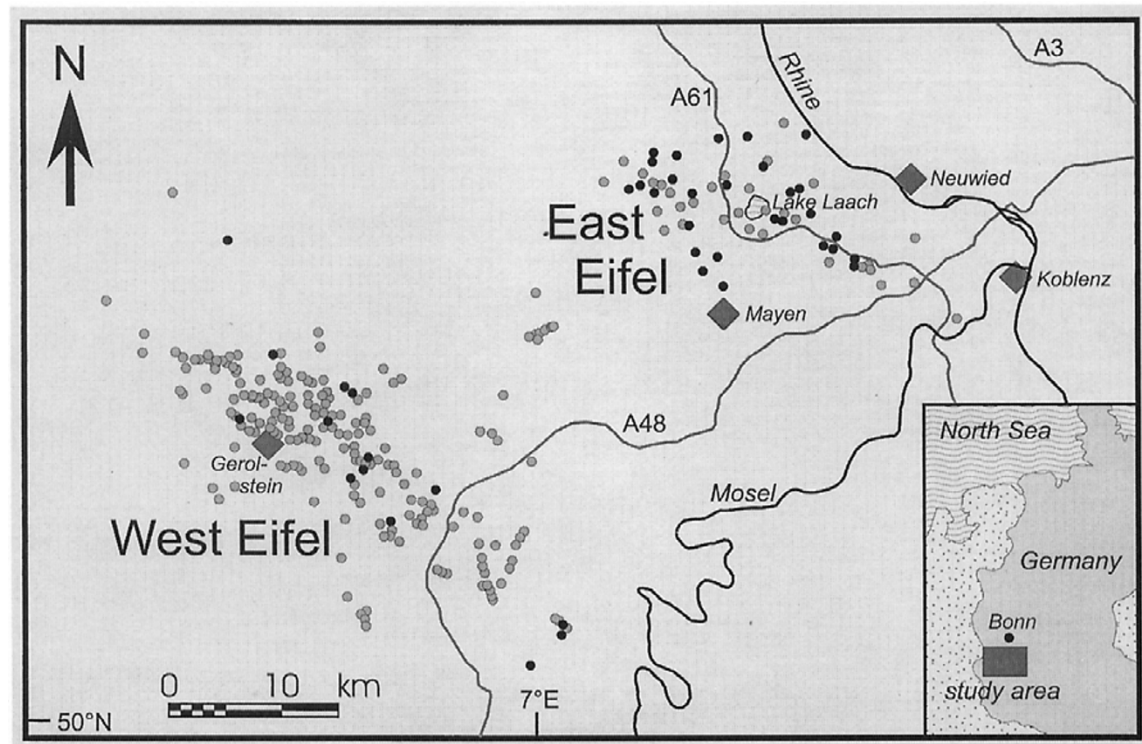 N
A3
Rhine
A61
Neuwied
Lake Laach
East
Eifel
Koblenz
Mayen
A48
North Sea
Gerol-
stein
Mosel
West Eifel
Germany
Bonn
0 10 km
study area
7°E
50°N